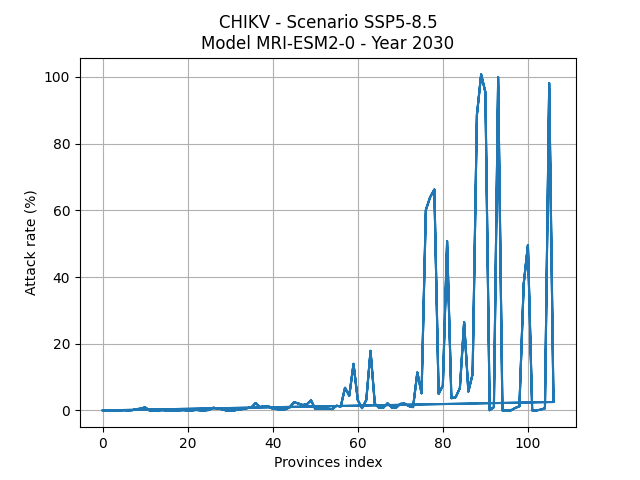 CHIKV - Scenario SSP5-8.5
Model MRI-ESM2-0 - Year 2030
Attack rate (%)
100
80
60
40
20
0
0 20 40 60 80 100
Provinces index